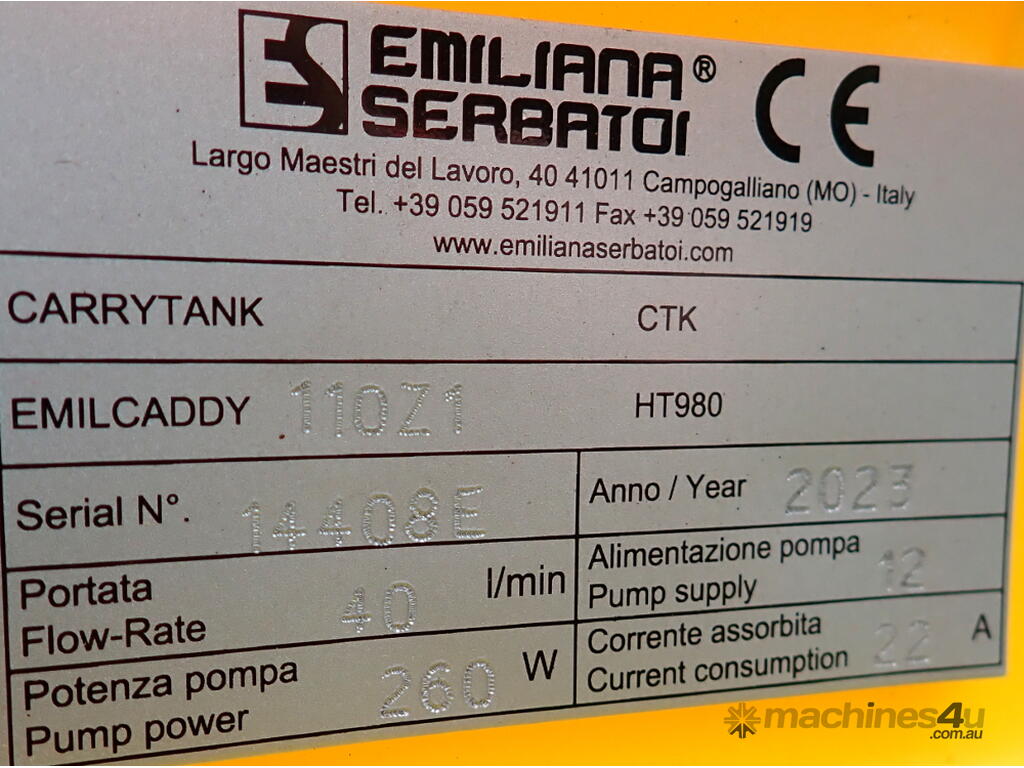 ES EMILIANA®
SERBATOI CE
Largo Maestri del Lavoro, 40 41011 Campogalliano (MO) - Italy
Tel. +39 059 521911 Fax +39 059 521919
www.emilianaserbatoi.com
CARRYTANK CTK
EMILCADDY 110Z1 HT980
Serial N°. 14408E
Anno / Year 2023
Portata
Flow-Rate 40 l/min
Alimentazione pompa
Pump supply 12
Potenza pompa
Pump power 260 W
Corrente assorbita
Current consumption 22 A
machines4u
.com.au